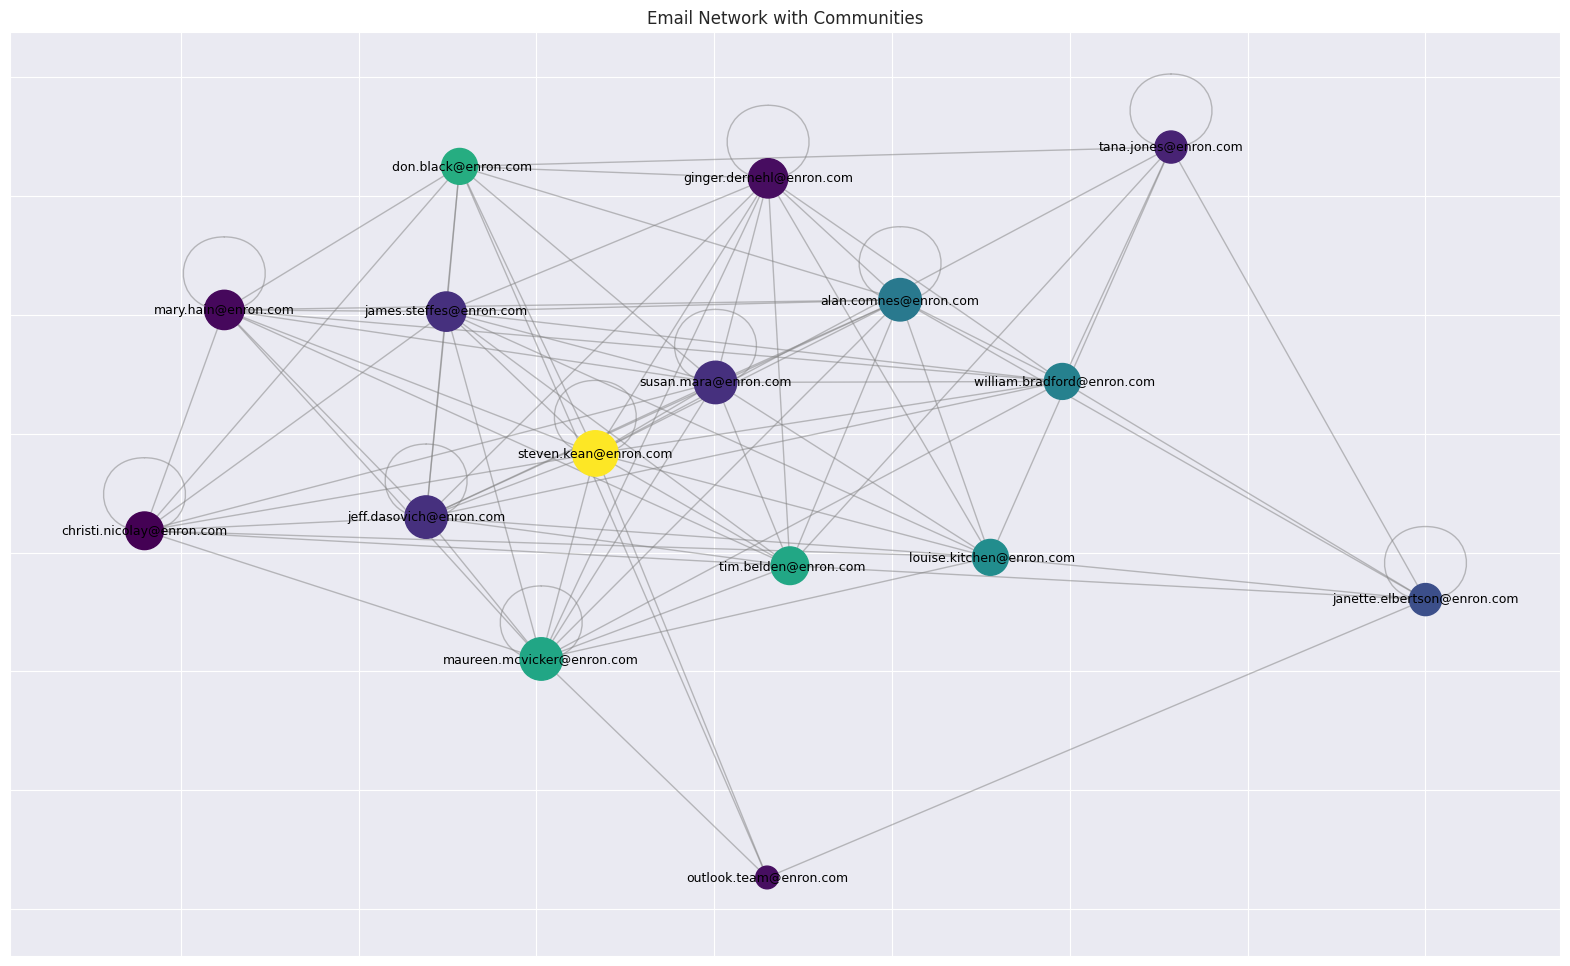 Email Network with Communities
tana.jones@enron.com
don.black@enron.com
ginger.dernehl@enron.com
alan.comnes@enron.com
mary.hain@enron.com
james.steffes@enron.com
susan.mara@enron.com
william.bradford@enron.com
steven.kean@enron.com
jeff.dasovich@enron.com
christi.nicolay@enron.com
louise.kitchen@enron.com
tim.belden@enron.com
janette.elbertson@enron.com
maureen.mcvicker@enron.com
outlook.team@enron.com